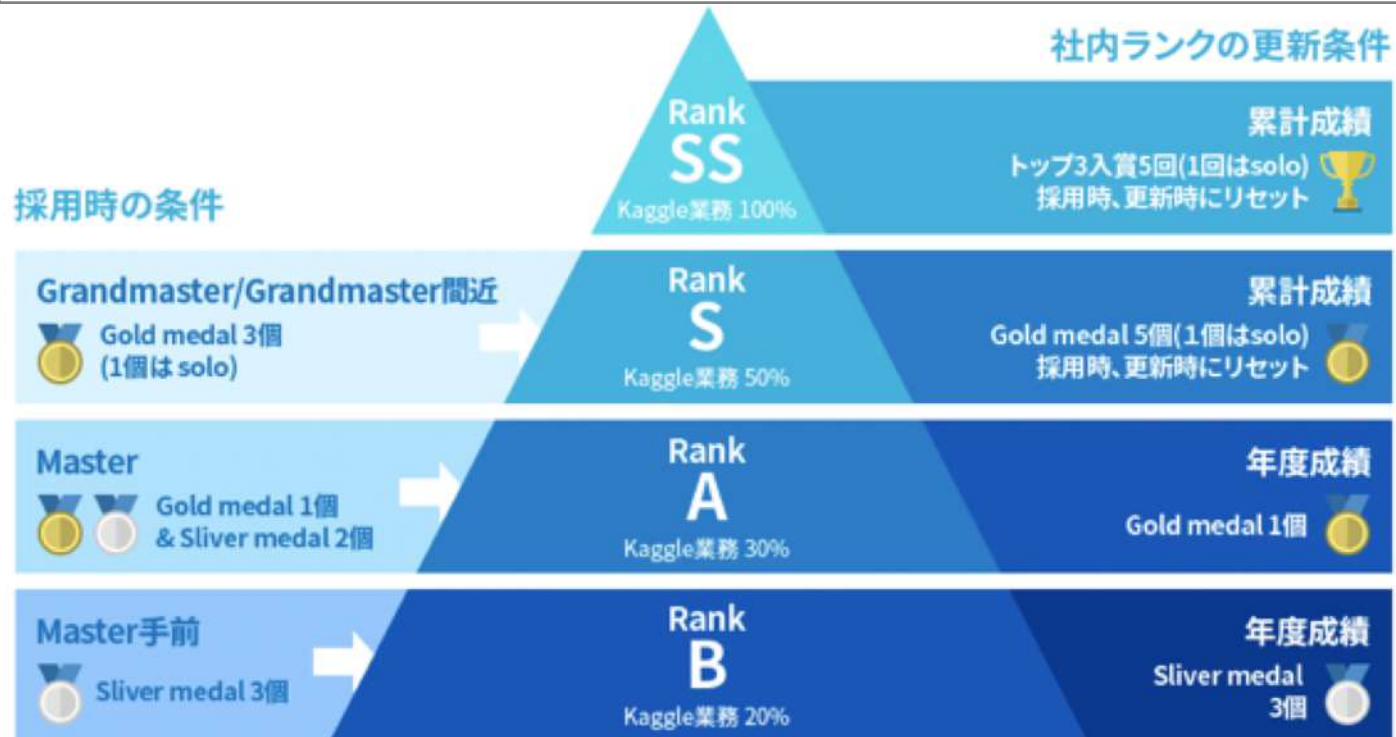 社内ランクの更新条件
Rank
SS
Kaggle業務 100%
累計成績
トップ3入賞5回(1回はsolo)
採用時、更新時にリセット
採用時の条件
Grandmaster/Grandmaster間近
Gold medal 3個
(1個は solo)
Rank
S
Kaggle業務 50%
累計成績
Gold medal 5個(1個はsolo)
採用時、更新時にリセット
Master
Gold medal 1個
& Sliver medal 2個
Rank
A
Kaggle業務 30%
年度成績
Gold medal 1個
Master手前
Sliver medal 3個
Rank
B
Kaggle業務 20%
年度成績
Sliver medal
3個